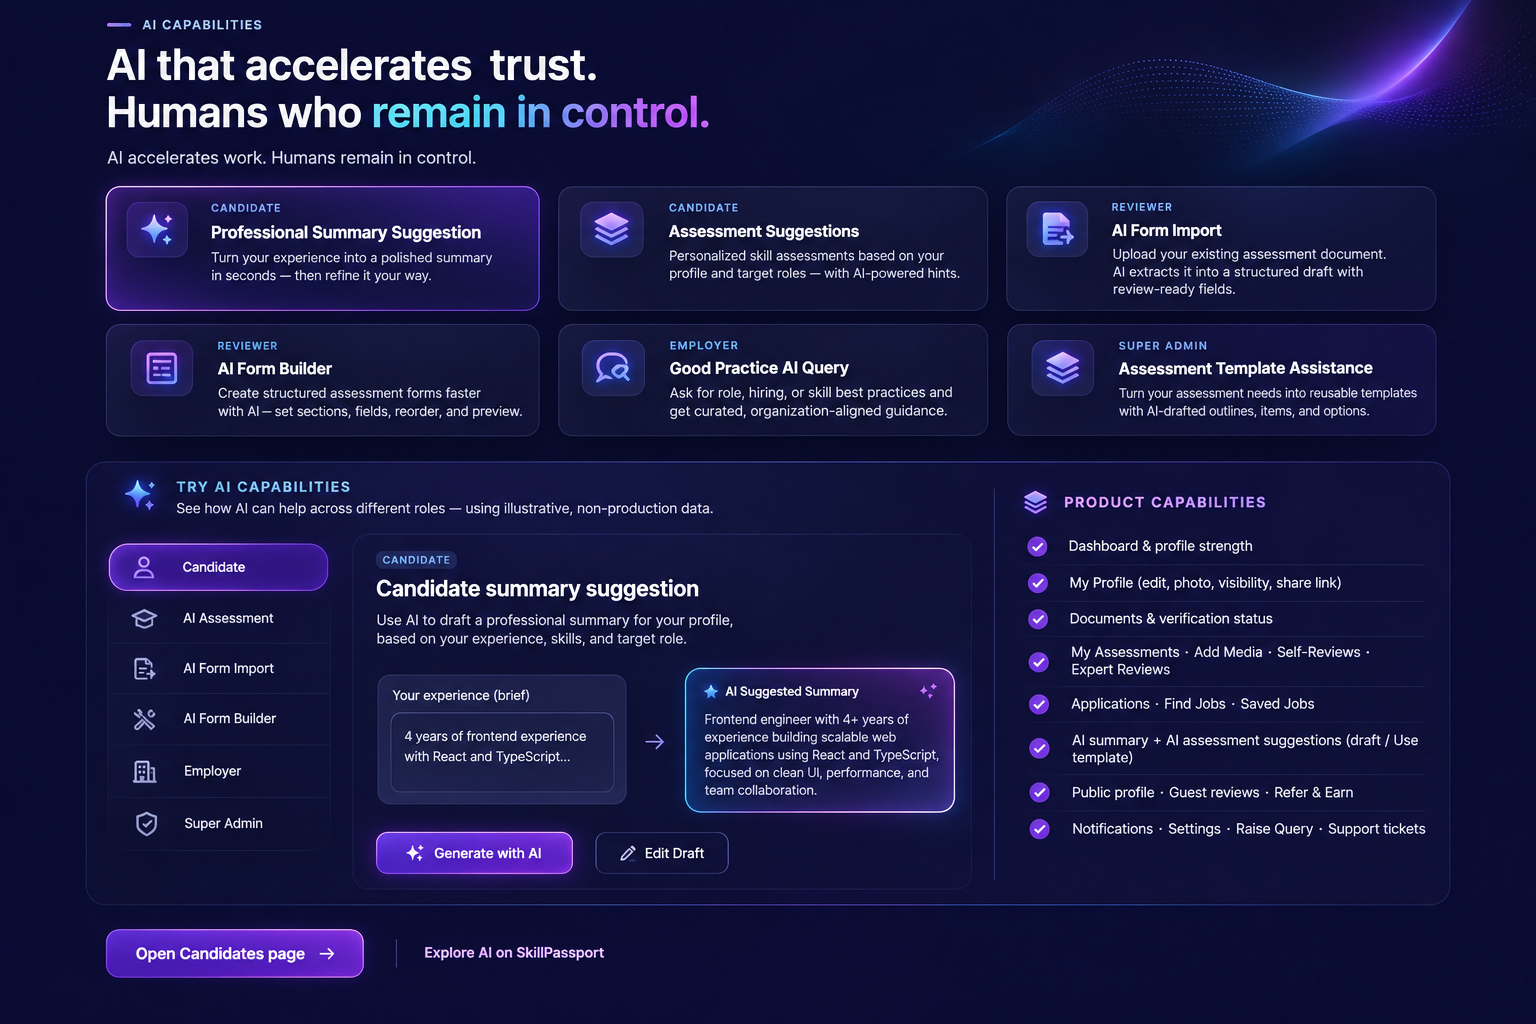 AI CAPABILITIES
AI that accelerates trust.
Humans who remain in control.
AI accelerates work. Humans remain in control.
CANDIDATE
Professional Summary Suggestion
Turn your experience into a polished summary
in seconds — then refine it your way.
CANDIDATE
Assessment Suggestions
Personalized skill assessments based on your
profile and target roles — with AI-powered hints.
REVIEWER
AI Form Import
Upload your existing assessment document.
AI extracts it into a structured draft with
review-ready fields.
REVIEWER
AI Form Builder
Create structured assessment forms faster
with AI — set sections, fields, reorder, and preview.
EMPLOYER
Good Practice AI Query
Ask for role, hiring, or skill best practices and
get curated, organization-aligned guidance.
SUPER ADMIN
Assessment Template Assistance
Turn your assessment needs into reusable templates
with AI-drafted outlines, items, and options.
TRY AI CAPABILITIES
See how AI can help across different roles — using illustrative, non-production data.
Candidate
AI Assessment
AI Form Import
AI Form Builder
Employer
Super Admin
CANDIDATE
Candidate summary suggestion
Use AI to draft a professional summary for your profile,
based on your experience, skills, and target role.
Your experience (brief)
4 years of frontend experience
with React and TypeScript...
AI Suggested Summary
Frontend engineer with 4+ years of
experience building scalable web
applications using React and TypeScript,
focused on clean UI, performance, and
team collaboration.
Generate with AI
Edit Draft
PRODUCT CAPABILITIES
Dashboard & profile strength
My Profile (edit, photo, visibility, share link)
Documents & verification status
My Assessments · Add Media · Self-Reviews ·
Expert Reviews
Applications · Find Jobs · Saved Jobs
AI summary + AI assessment suggestions (draft / Use
template)
Public profile · Guest reviews · Refer & Earn
Notifications · Settings · Raise Query · Support tickets
Open Candidates page →
Explore AI on SkillPassport